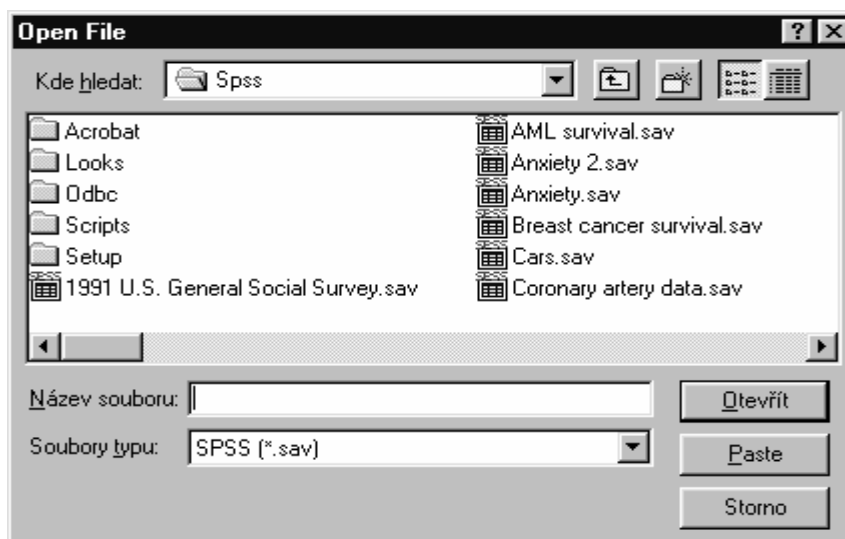 Open File
Kde hledat: Spss
Acrobat
Looks
Odbc
Scripts
Setup
1991 U.S. General Social Survey.sav
AML survival.sav
Anxiety 2.sav
Anxiety.sav
Breast cancer survival.sav
Cars.sav
Coronary artery data.sav
Název souboru:
Otevřít
Soubory typu: SPSS (*.sav)
Paste
Storno